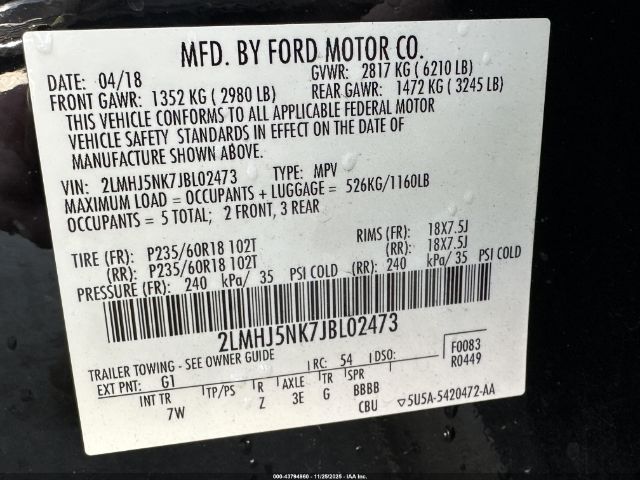 MFD. BY FORD MOTOR CO.
DATE: 04/18 GVWR: 2817 KG ( 6210 LB)
FRONT GAWR: 1352 KG ( 2980 LB) REAR GAWR: 1472 KG ( 3245 LB)
THIS VEHICLE CONFORMS TO ALL APPLICABLE FEDERAL MOTOR
VEHICLE SAFETY STANDARDS IN EFFECT ON THE DATE OF
MANUFACTURE SHOWN ABOVE.
VIN: 2LMHJ5NK7JBL02473 TYPE: MPV
MAXIMUM LOAD = OCCUPANTS + LUGGAGE = 526KG/1160LB
OCCUPANTS = 5 TOTAL; 2 FRONT, 3 REAR
TIRE (FR): P235/60R18 102T RIMS (FR): 18X7.5J
(RR): P235/60R18 102T (RR): 18X7.5J
PRESSURE (FR): 240 kPa/ 35 PSI COLD (RR): 240 kPa/ 35 PSI COLD
2LMHJ5NK7JBL02473
TRAILER TOWING - SEE OWNER GUIDE
EXT PNT: G1 RC: 54 DSO: F0083
R0449
INT TR TP/PS R AXLE TR SPR
7W Z 3E G BBBB
CBU ▽5U5A-5420472-AA
000-43794960 - 11/25/2025 - IAA Inc.